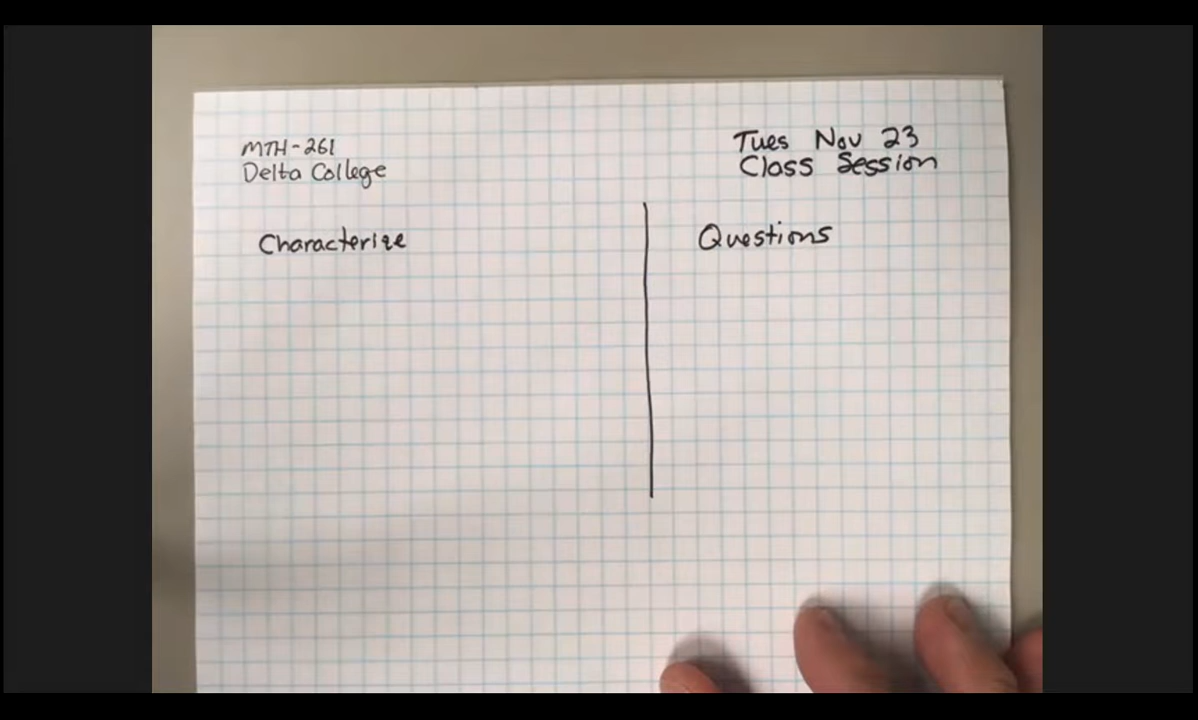 MTH-261
Delta College
Tues Nov 23
Class Session
Characterize
Questions